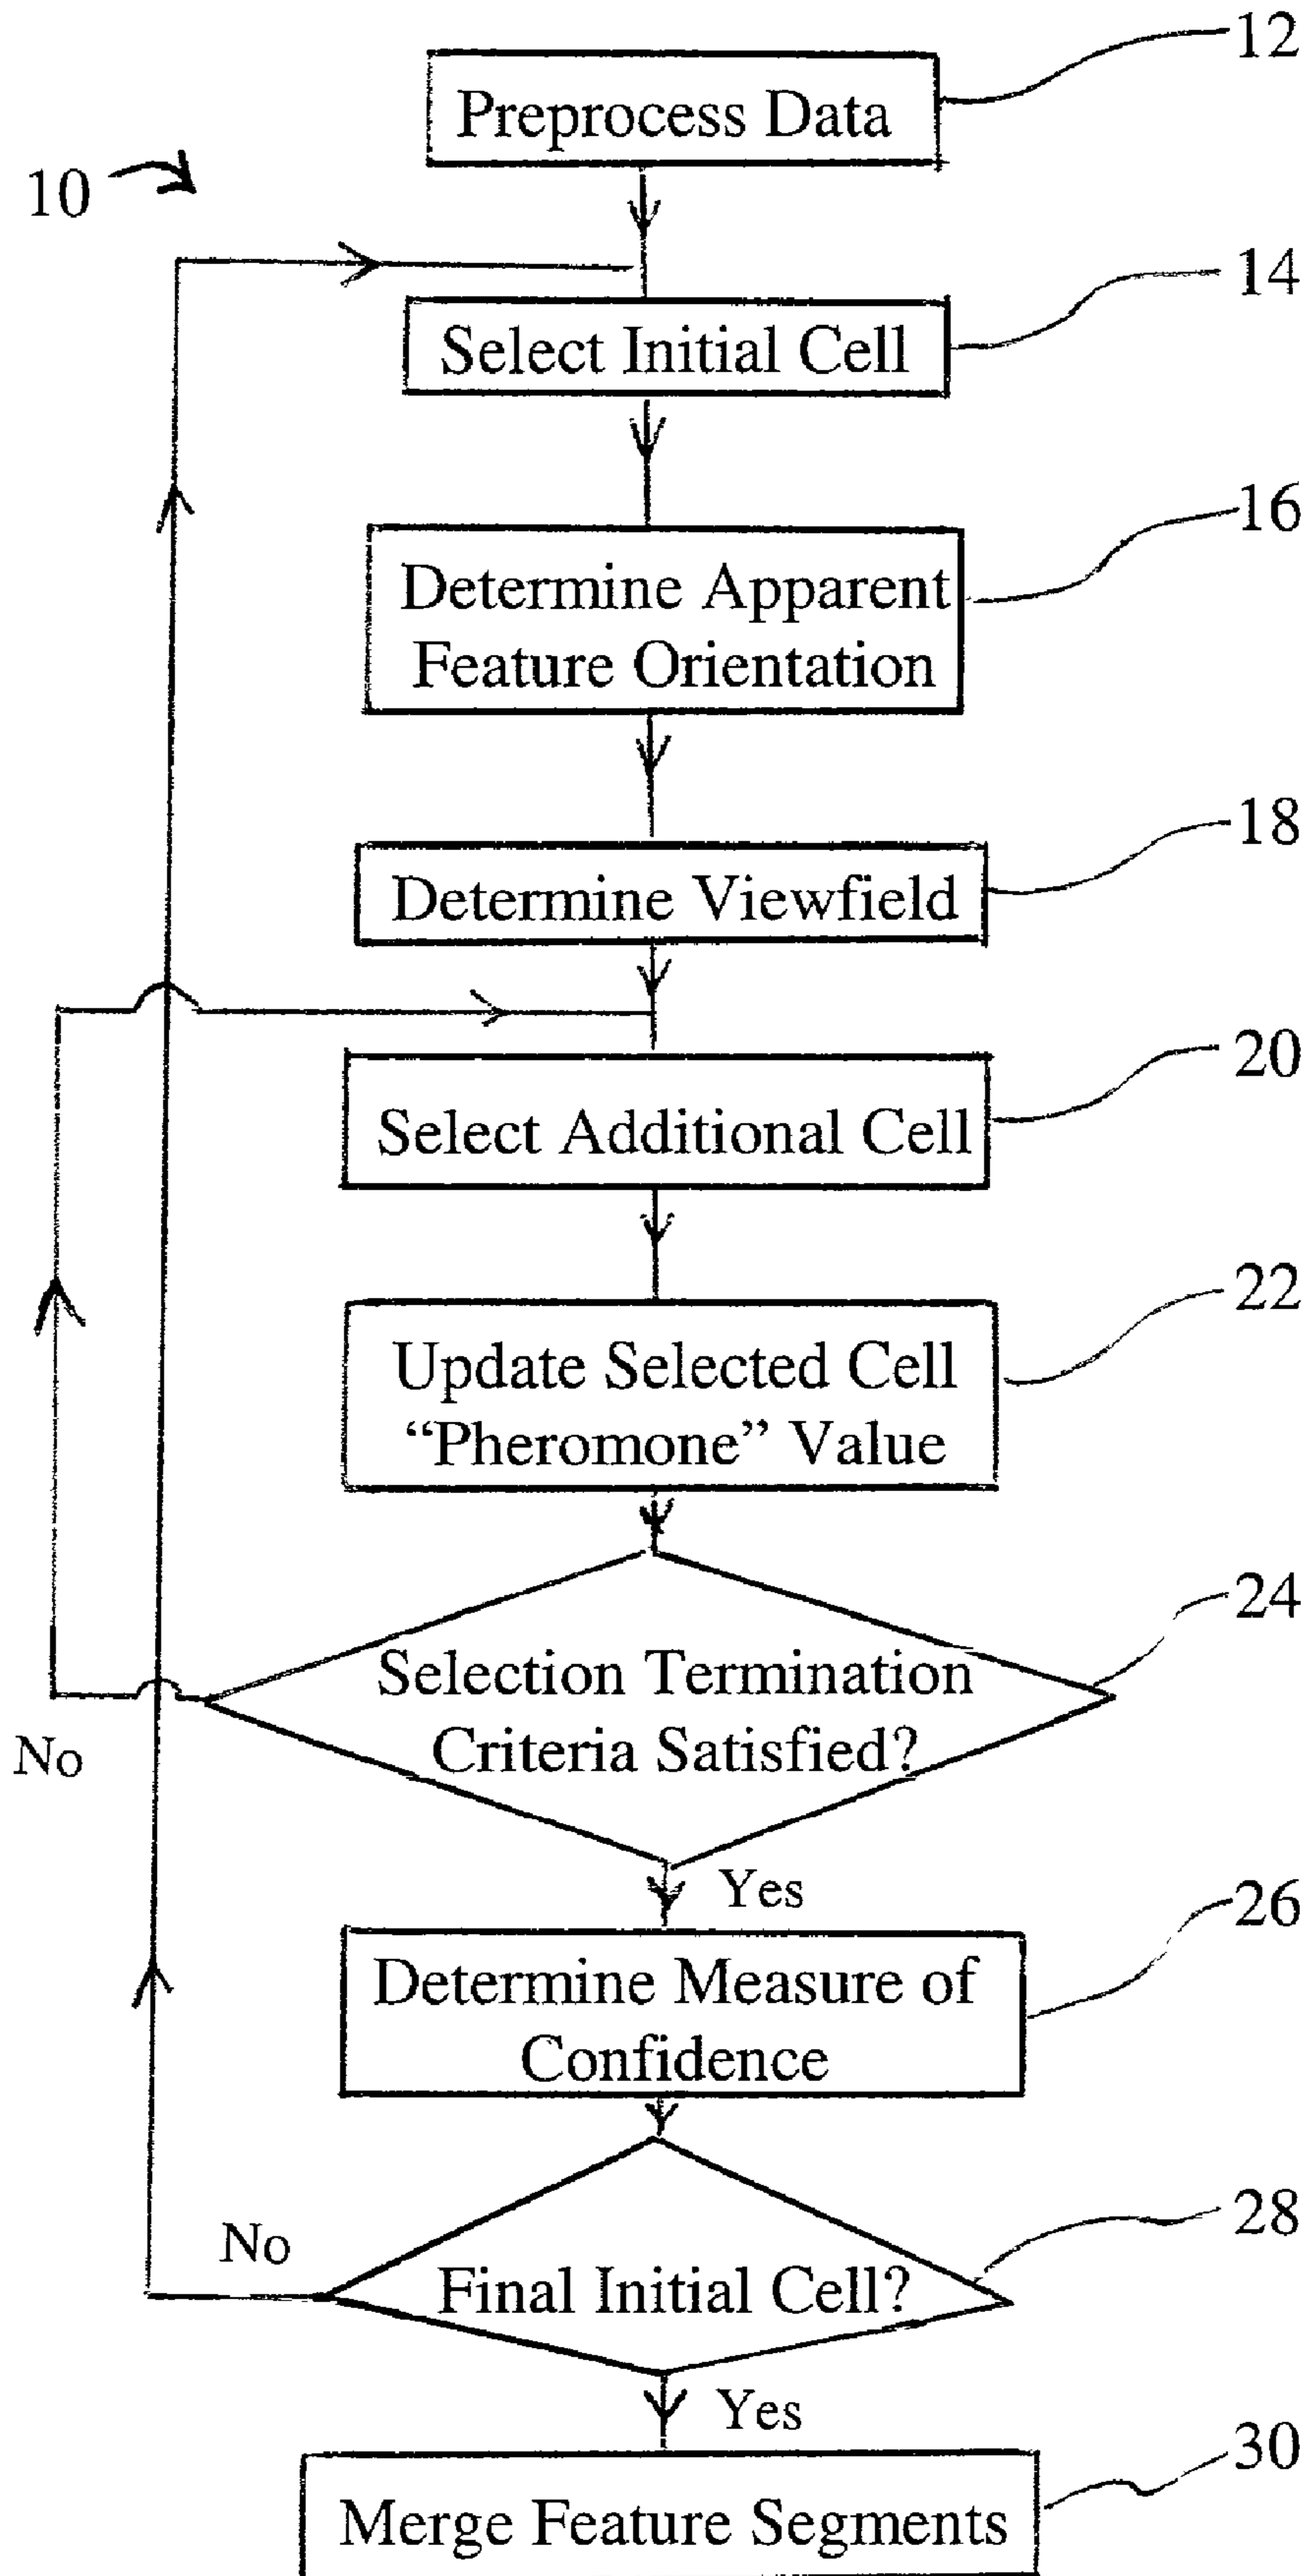 12
Preprocess Data
10
14
Select Initial Cell
16
Determine Apparent
Feature Orientation
18
Determine Viewfield
20
Select Additional Cell
22
Update Selected Cell
“Pheromone” Value
24
Selection Termination
Criteria Satisfied?
No
Yes
26
Determine Measure of
Confidence
28
No
Final Initial Cell?
Yes
30
Merge Feature Segments